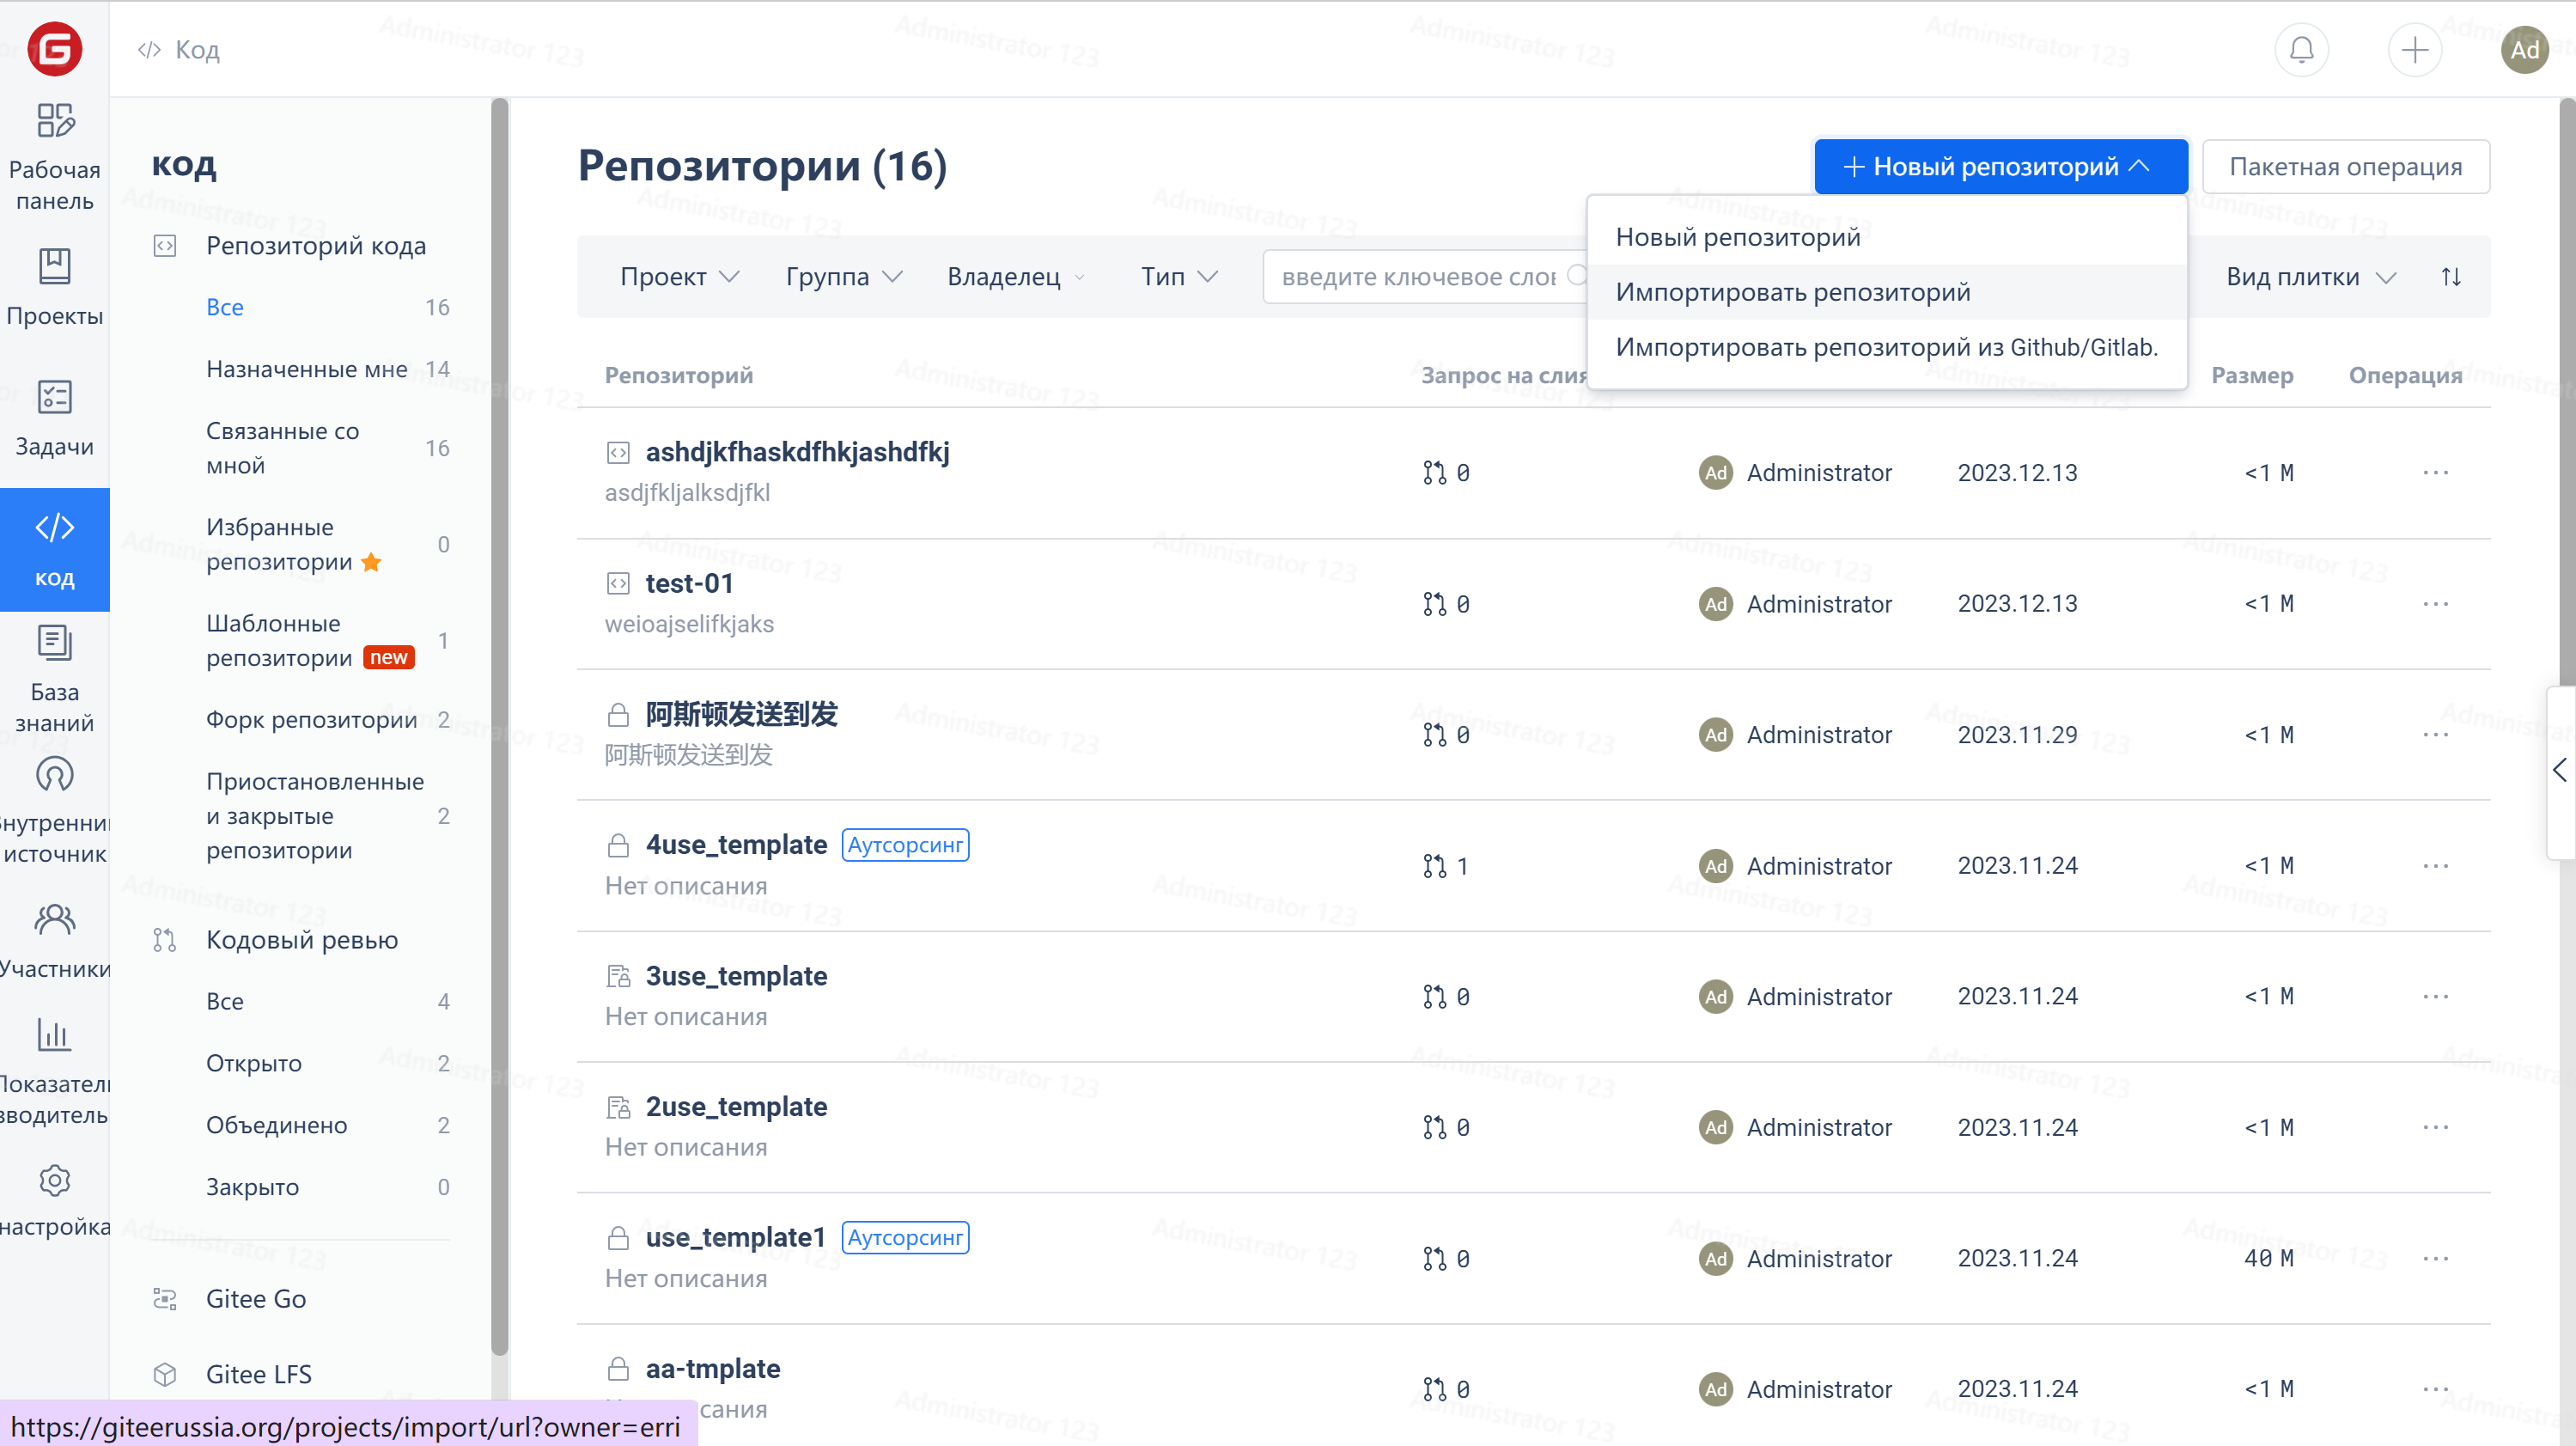 Код
Ad
Рабочая
панель
Проекты
Задачи
код
База
знаний
Внутренний
источник
Участники
настройка
код
Репозиторий кода
Все 16
Назначенные мне 14
Связанные со
мной 16
Избранные
репозитории 0
Шаблонные
репозитории new 1
Форк репозитории 2
Приостановленные
и закрытые
репозитории 2
Кодовый ревью
Все 4
Открыто 2
Объединено 2
Закрыто 0
Gitee Go
Gitee LFS
https://giteerussia.org/projects/import/url?owner=erri
Репозитории (16)
+ Новый репозиторий
Пакетная операция
Новый репозиторий
Импортировать репозиторий
Импортировать репозиторий из Github/Gitlab.
Проект Группа Владелец Тип введите ключевое слов Вид плитки
Репозиторий Запрос на слия Размер Операция
ashdjkfhaskdfhkjashdfkj
asdjfkljalksdjfkl
0 Ad Administrator 2023.12.13 <1 M ...
test-01
weioajselifkjaks
0 Ad Administrator 2023.12.13 <1 M ...
阿斯顿发送到发
阿斯顿发送到发
0 Ad Administrator 2023.11.29 <1 M ...
4use_template Аутсорсинг
Нет описания
1 Ad Administrator 2023.11.24 <1 M ...
3use_template
Нет описания
0 Ad Administrator 2023.11.24 <1 M ...
2use_template
Нет описания
0 Ad Administrator 2023.11.24 <1 M ...
use_template1 Аутсорсинг
Нет описания
0 Ad Administrator 2023.11.24 40 M ...
aa-tmplate
сания
0 Ad Administrator 2023.11.24 <1 M ...
Administrator 123